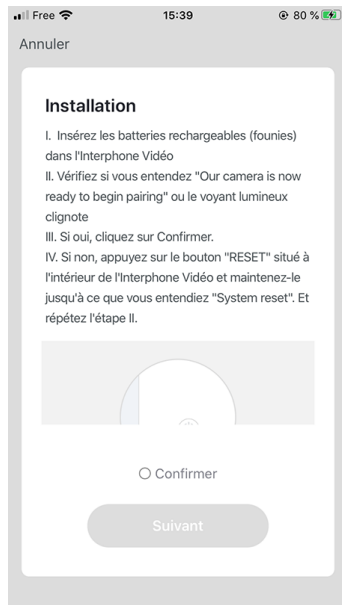 Free 15:39 80 %
Annuler
Installation
I. Insérez les batteries rechargeables (founies)
dans l'Interphone Vidéo
II. Vérifiez si vous entendez "Our camera is now
ready to begin pairing" ou le voyant lumineux
clignote
III. Si oui, cliquez sur Confirmer.
IV. Si non, appuyez sur le bouton "RESET" situé à
l'intérieur de l'Interphone Vidéo et maintenez-le
jusqu'à ce que vous entendiez "System reset". Et
répétez l'étape II.
Confirmer
Suivant